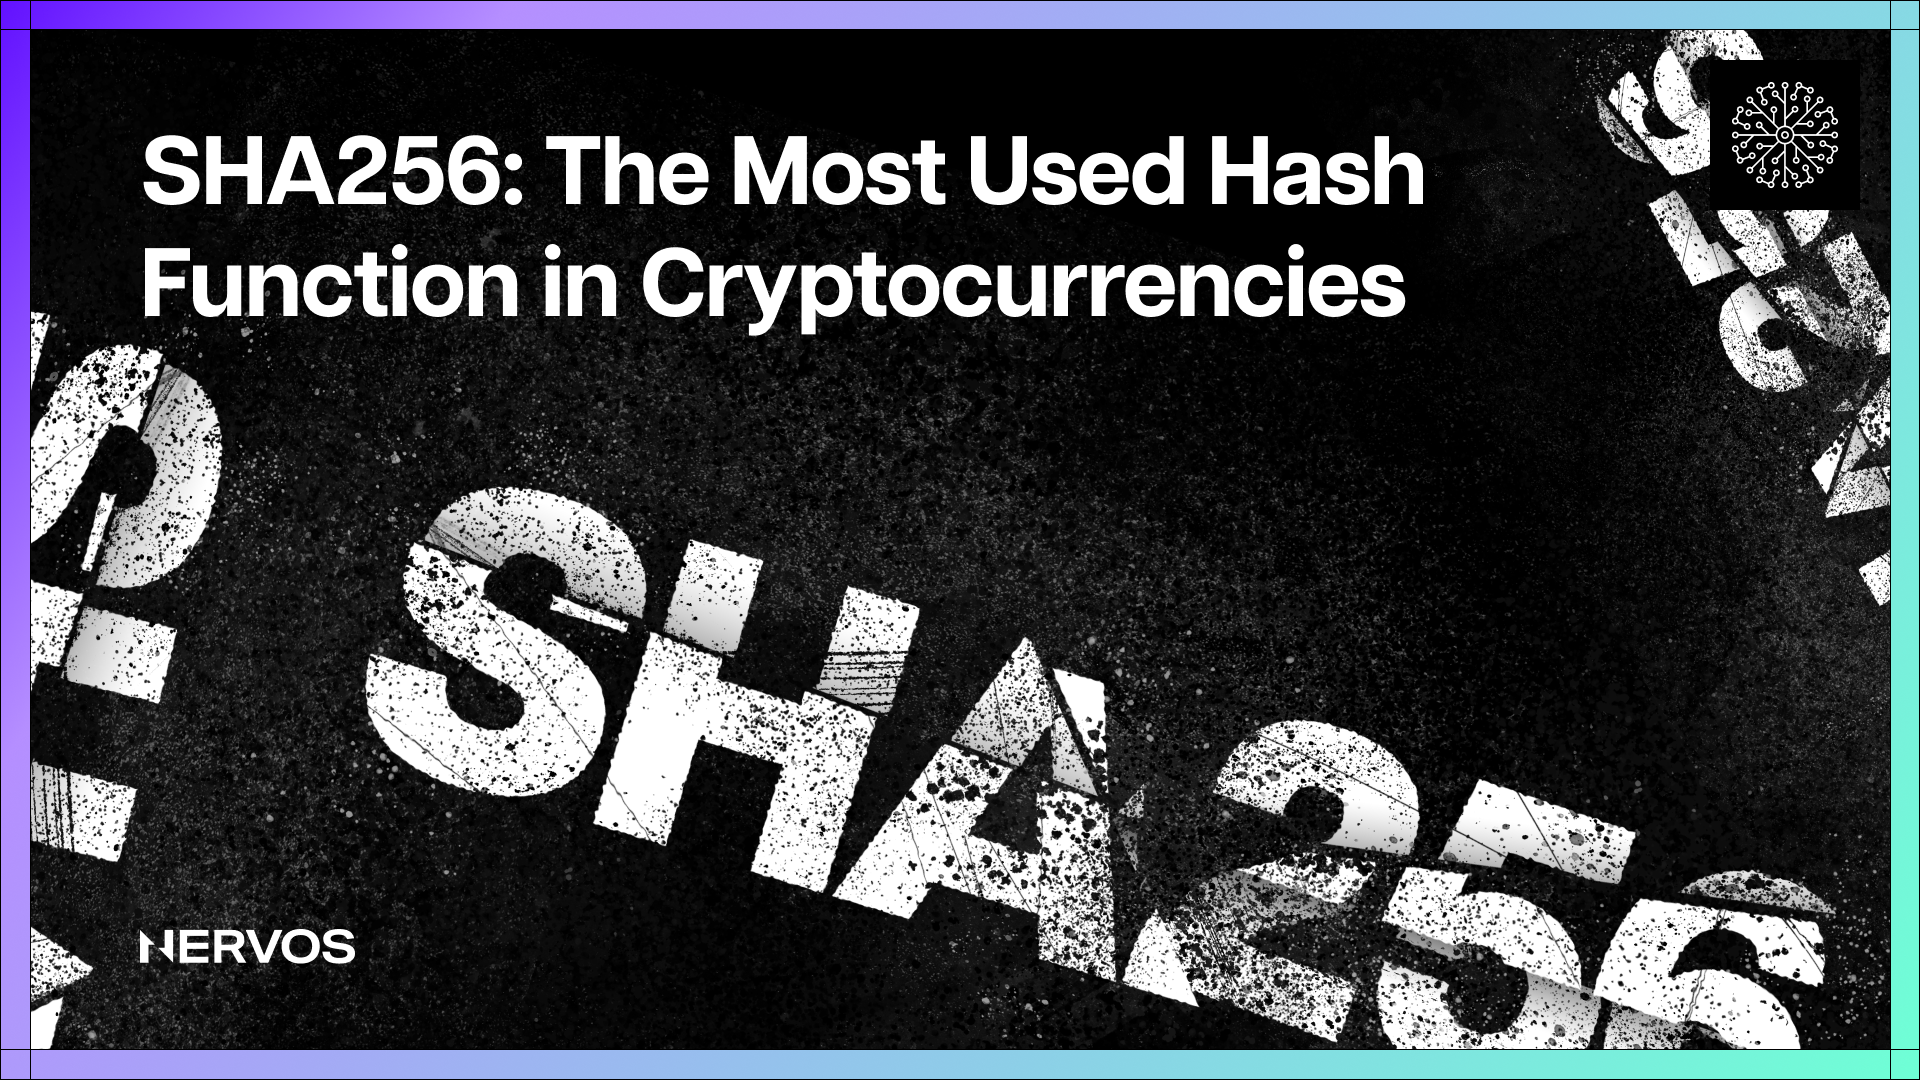 SHA256: The Most Used Hash
Function in Cryptocurrencies
SHA256
NERVOS